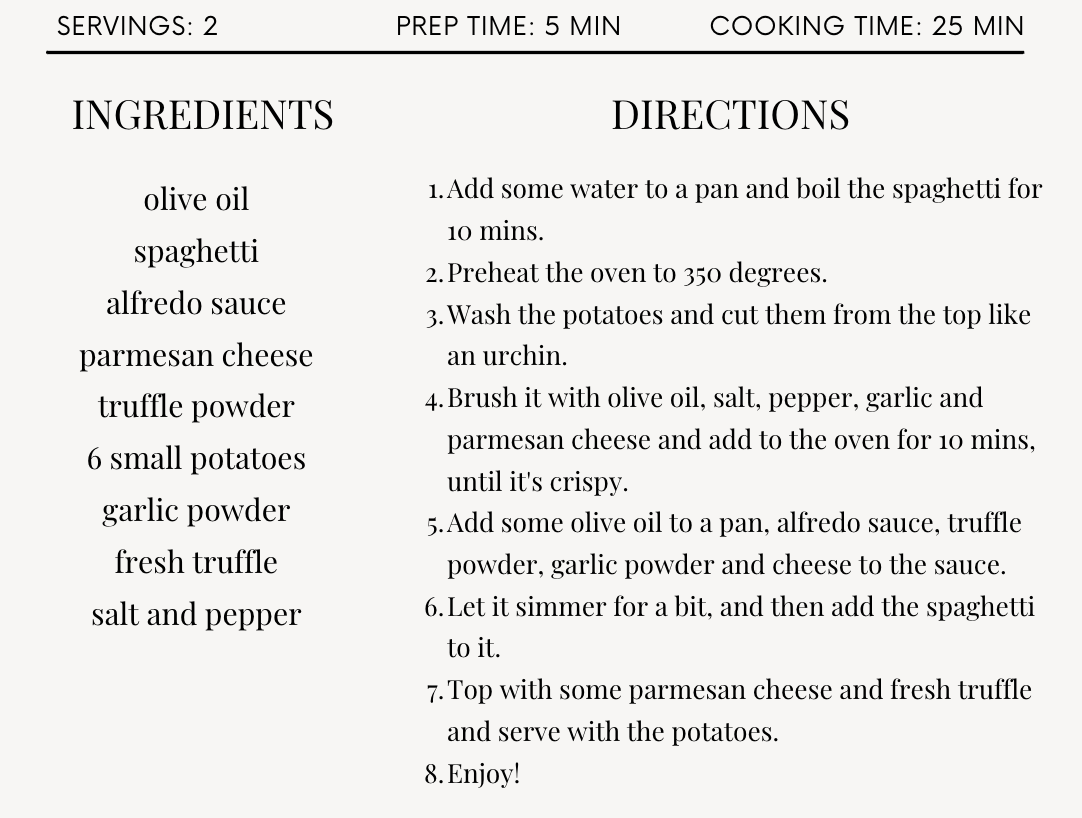 SERVINGS: 2
PREP TIME: 5 MIN
COOKING TIME: 25 MIN
INGREDIENTS
olive oil
spaghetti
alfredo sauce
parmesan cheese
truffle powder
6 small potatoes
garlic powder
fresh truffle
salt and pepper
DIRECTIONS
1. Add some water to a pan and boil the spaghetti for
10 mins.
2. Preheat the oven to 350 degrees.
3. Wash the potatoes and cut them from the top like
an urchin.
4. Brush it with olive oil, salt, pepper, garlic and
parmesan cheese and add to the oven for 10 mins,
until it's crispy.
5. Add some olive oil to a pan, alfredo sauce, truffle
powder, garlic powder and cheese to the sauce.
6. Let it simmer for a bit, and then add the spaghetti
to it.
7. Top with some parmesan cheese and fresh truffle
and serve with the potatoes.
8. Enjoy!